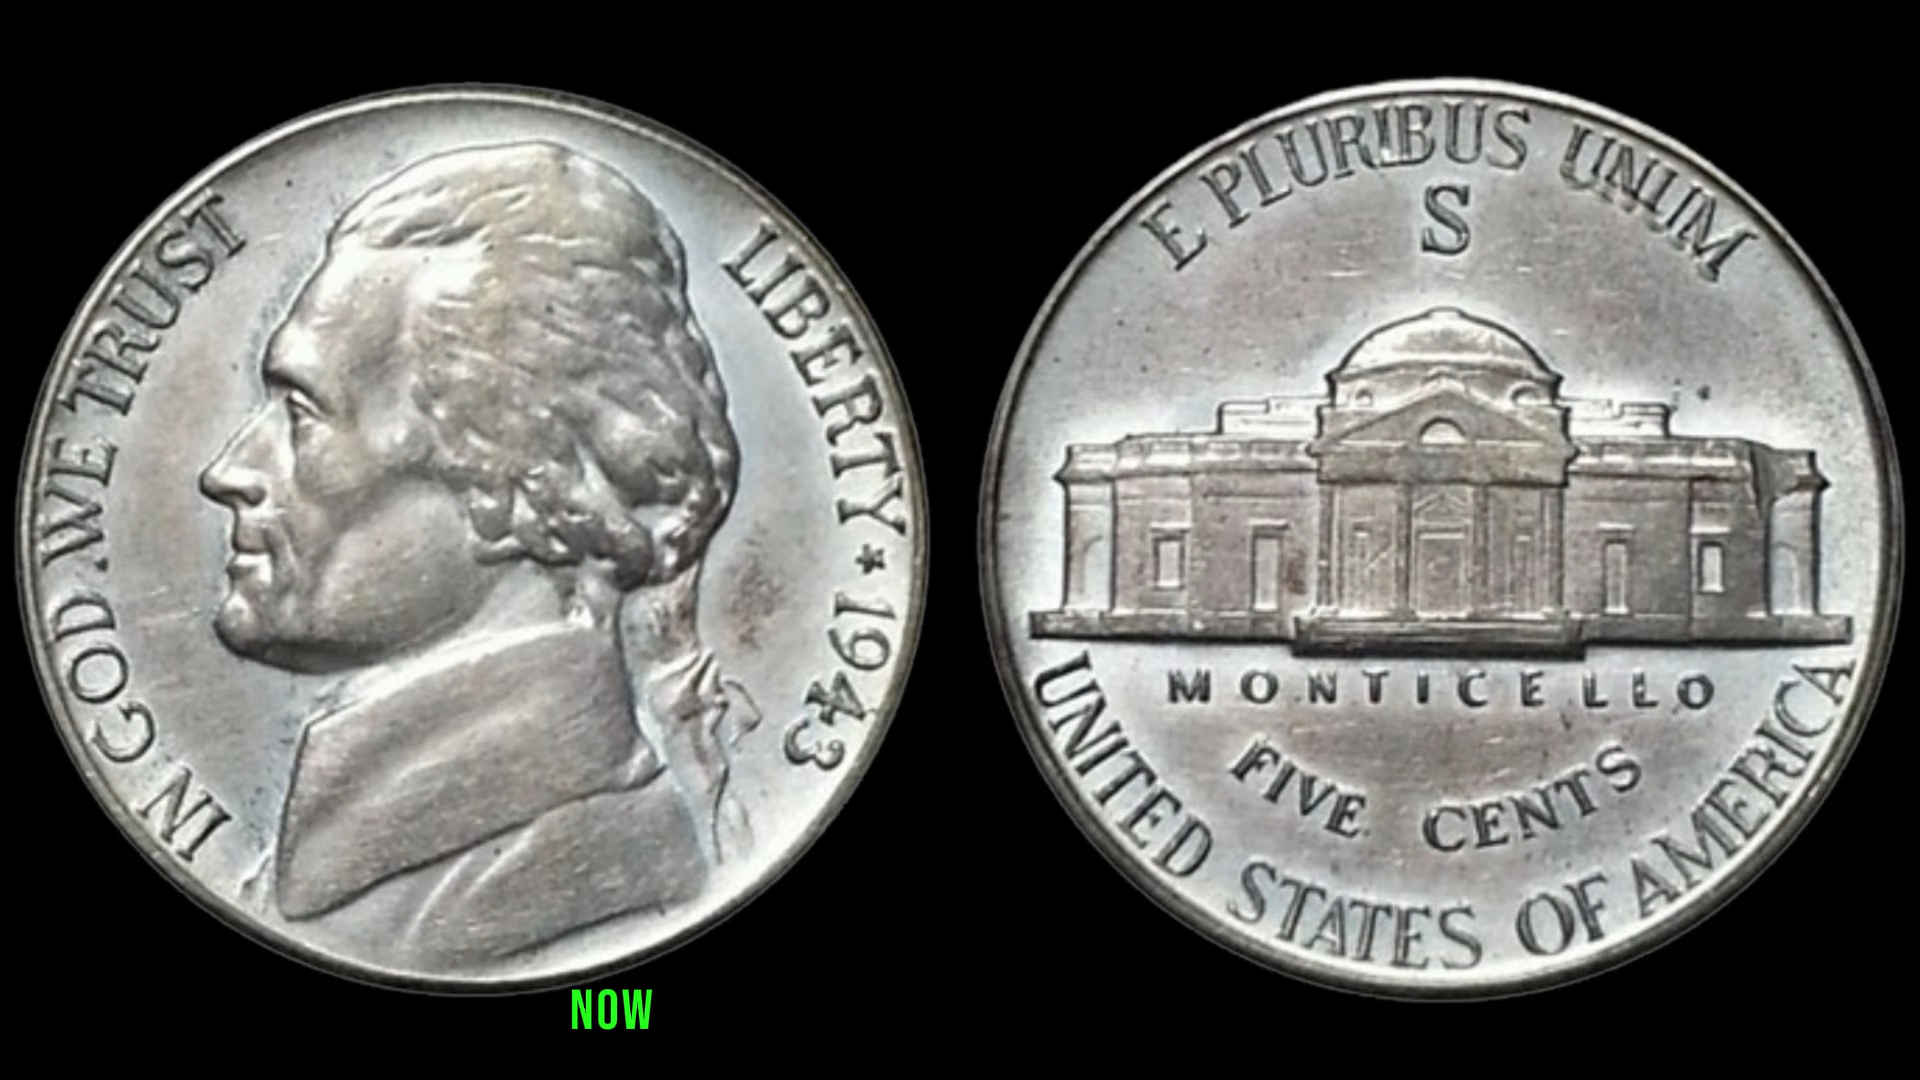 IN GOD WE TRUST
LIBERTY * 1943
E PLURIBUS UNUM
S
MONTICELLO
FIVE CENTS
UNITED STATES OF AMERICA
NOW